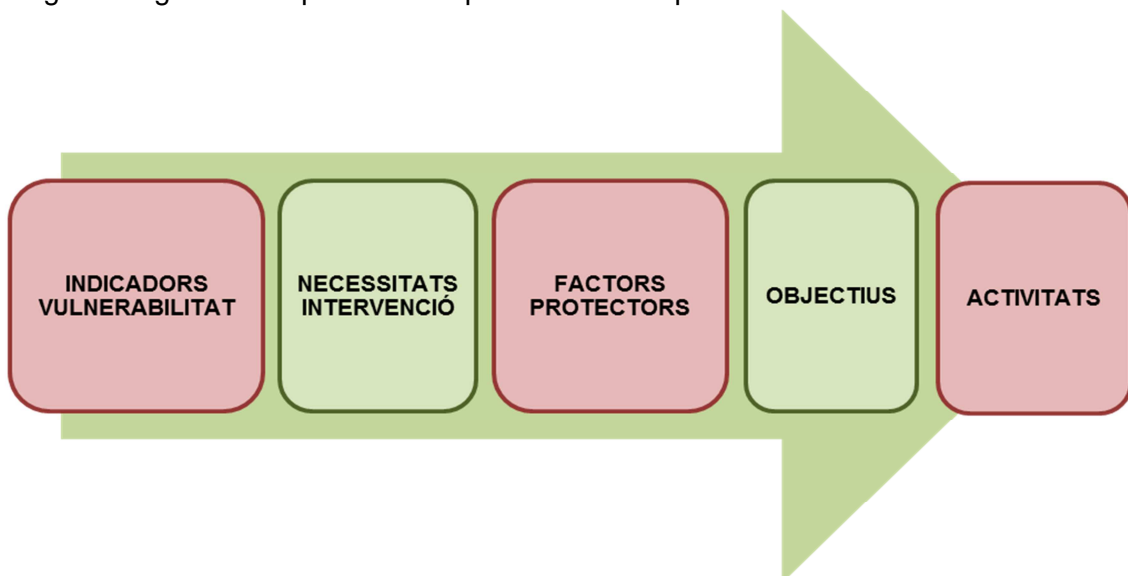 INDICADORS
VULNERABILITAT
NECESSITATS
INTERVENCIÓ
FACTORS
PROTECTORS
OBJECTIUS
ACTIVITATS